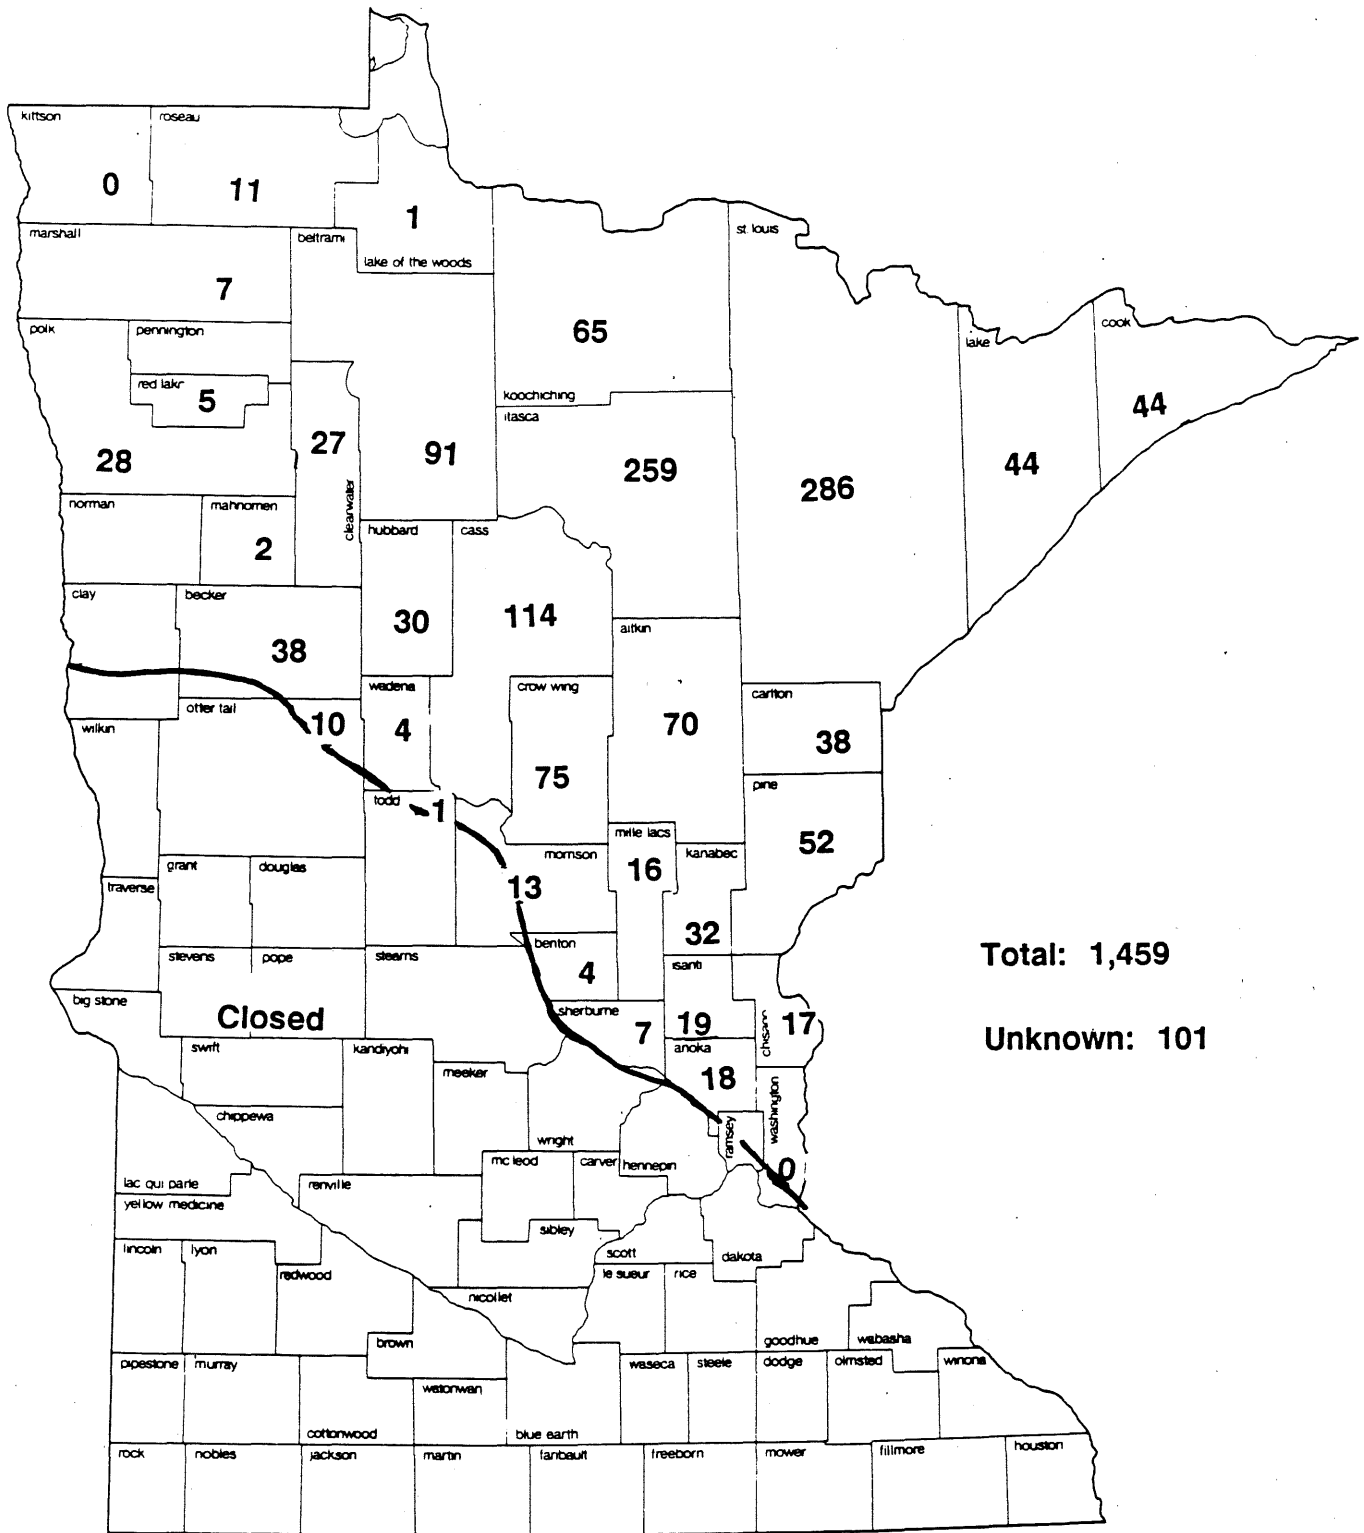 kittson
roseau
0
11
1
marshall
beltrami
lake of the woods
st. louis
7
polk
pennington
65
lake
cook
red lake
5
koochiching
itasca
44
28
27
91
259
44
286
norman
mahnomen
clearwater
hubbard
cass
2
clay
becker
30
114
aitkin
38
wadena
crow wing
carlton
otter tail
10
4
70
38
wilkin
75
pine
todd
1
mille lacs
52
morrison
kanabec
grant
douglas
16
traverse
13
32
benton
Total: 1,459
stevens
pope
stearns
isanti
4
big stone
Closed
sherburne
7
19
chisago
17
Unknown: 101
swift
kandiyohi
anoka
meeker
18
chippewa
ramsey
washington
wright
mc leod
carver
hennepin
0
lac qui parle
renville
yellow medicine
sibley
lincoln
lyon
scott
dakota
redwood
le sueur
rice
nicollet
brown
goodhue
wabasha
pipestone
murray
waseca
steele
dodge
olmsted
winona
watonwan
cottonwood
blue earth
rock
nobles
jackson
martin
faribault
freeborn
mower
fillmore
houston